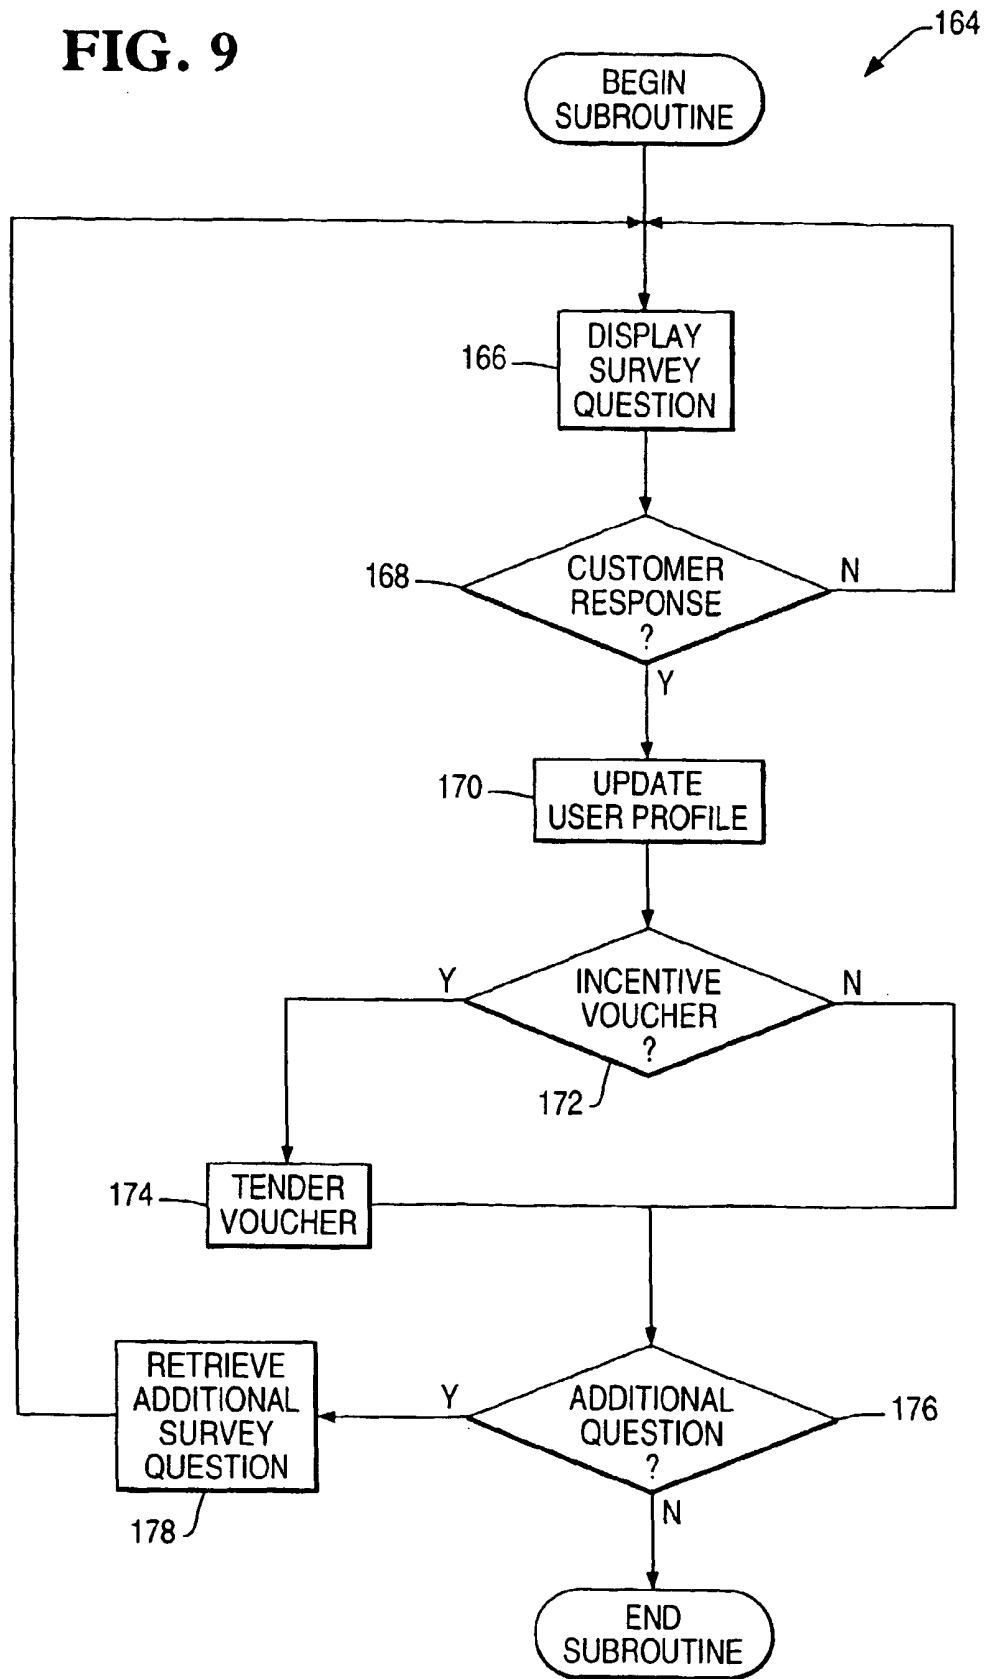 FIG. 9
164
BEGIN
SUBROUTINE
166
DISPLAY
SURVEY
QUESTION
168
CUSTOMER
RESPONSE
?
N
Y
170
UPDATE
USER PROFILE
Y
INCENTIVE
VOUCHER
?
N
172
174
TENDER
VOUCHER
RETRIEVE
ADDITIONAL
SURVEY
QUESTION
178
Y
ADDITIONAL
QUESTION
?
176
N
END
SUBROUTINE